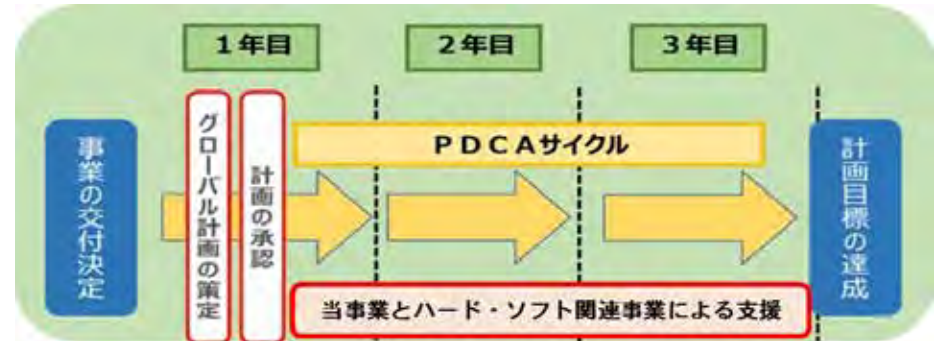 1年目
2年目
3年目
事業の交付決定
グローバル計画の策定
計画の承認
PDCAサイクル
当事業とハード・ソフト関連事業による支援
計画目標の達成